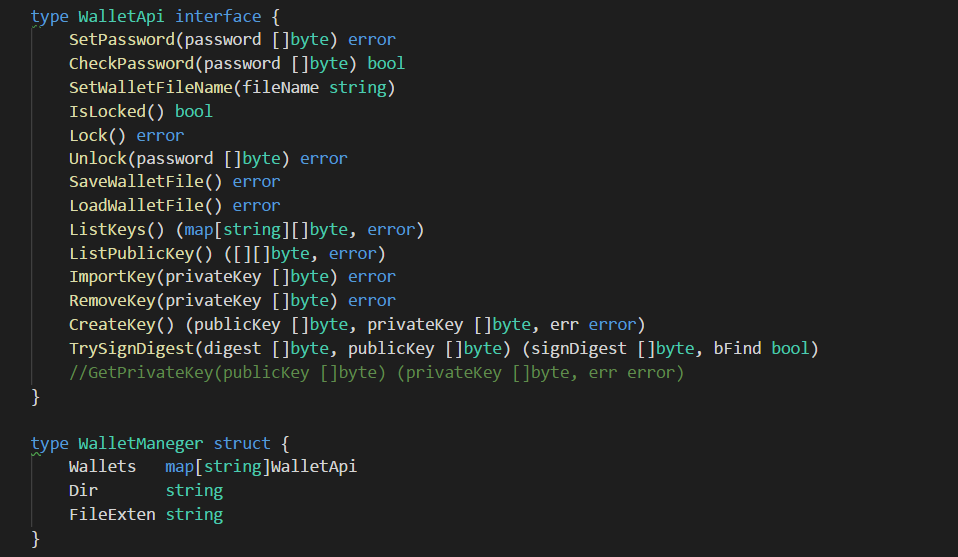 type WalletApi interface {
    SetPassword(password []byte) error
    CheckPassword(password []byte) bool
    SetWalletFileName(fileName string)
    IsLocked() bool
    Lock() error
    Unlock(password []byte) error
    SaveWalletFile() error
    LoadWalletFile() error
    ListKeys() (map[string][]byte, error)
    ListPublicKey() ([][]byte, error)
    ImportKey(privateKey []byte) error
    RemoveKey(privateKey []byte) error
    CreateKey() (publicKey []byte, privateKey []byte, err error)
    TrySignDigest(digest []byte, publicKey []byte) (signDigest []byte, bFind bool)
    //GetPrivateKey(publicKey []byte) (privateKey []byte, err error)
}
type WalletManeger struct {
    Wallets   map[string]WalletApi
    Dir       string
    FileExten string
}